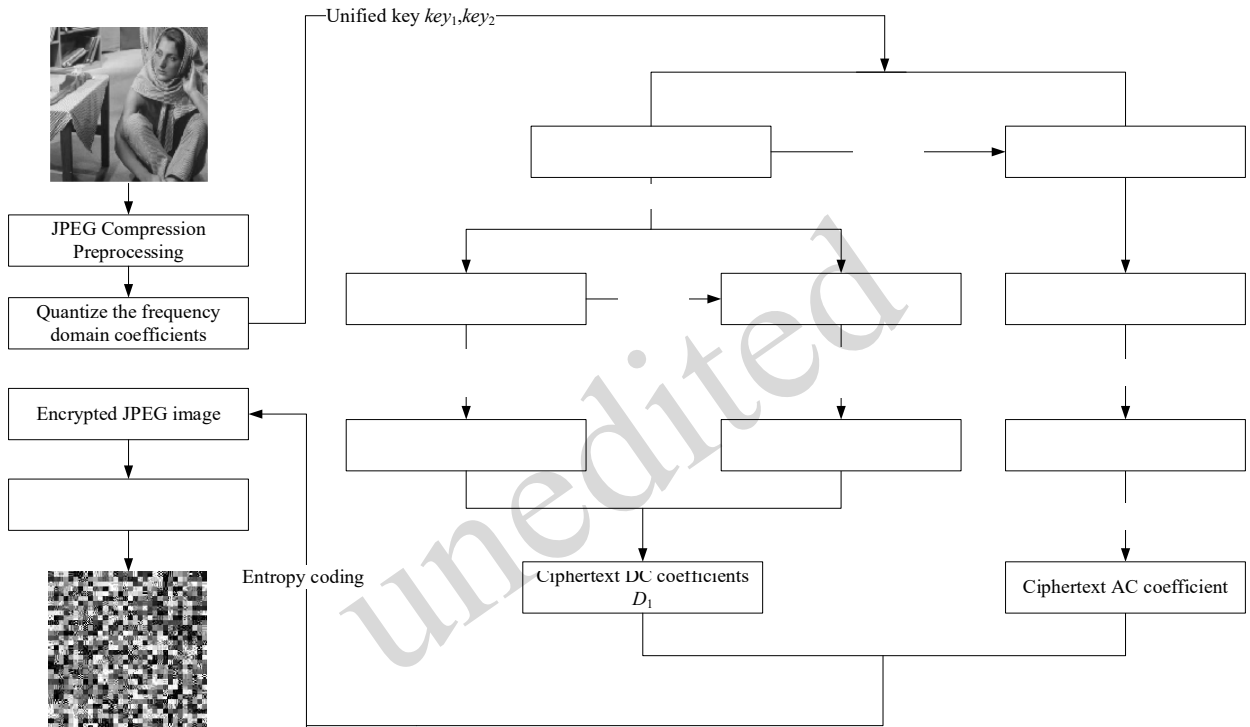 Unified key key₁,key₂
JPEG Compression
Preprocessing
Quantize the frequency
domain coefficients
Encrypted JPEG image
Entropy coding
Ciphertext DC coefficients
D₁
Ciphertext AC coefficient
unedited